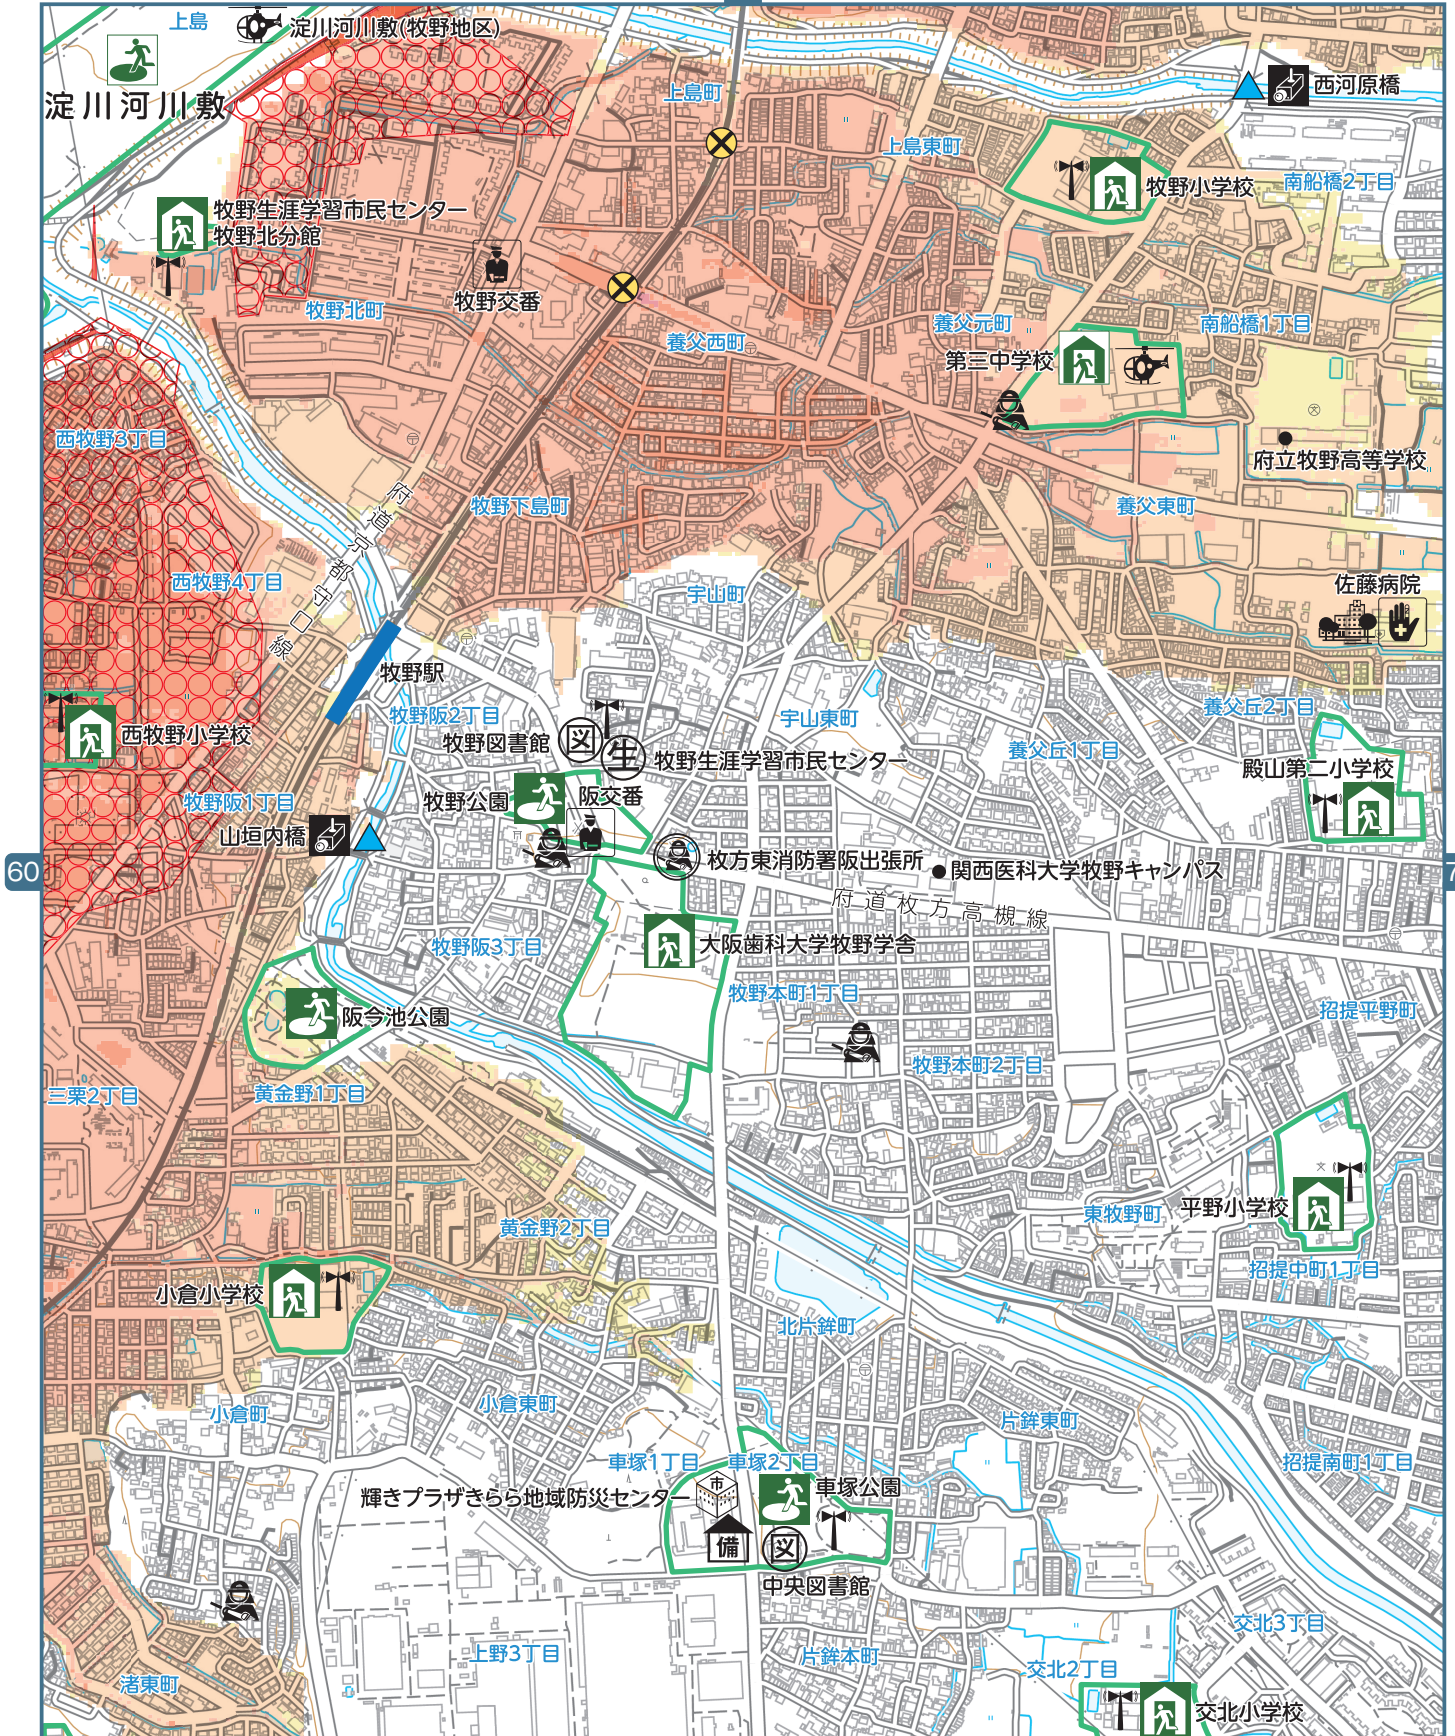 上島
淀川河川敷(牧野地区)
淀川河川敷
上島町
西河原橋
上島東町
牧野小学校
南船橋2丁目
牧野生涯学習市民センター
牧野北分館
牧野交番
牧野北町
養父西町
養父元町
南船橋1丁目
第三中学校
西牧野3丁目
府立牧野高等学校
牧野下島町
養父東町
府道京都守口線
西牧野4丁目
宇山町
佐藤病院
牧野駅
牧野阪2丁目
宇山東町
養父丘2丁目
西牧野小学校
牧野図書館
図
生
牧野生涯学習市民センター
養父丘1丁目
殿山第二小学校
牧野阪1丁目
牧野公園
阪交番
山垣内橋
枚方東消防署阪出張所
関西医科大学牧野キャンパス
60
7
府道枚方高槻線
牧野阪3丁目
大阪歯科大学牧野学舎
牧野本町1丁目
阪今池公園
招提平野町
牧野本町2丁目
三栗2丁目
黄金野1丁目
黄金野2丁目
東牧野町
平野小学校
招提中町1丁目
小倉小学校
北片鉾町
小倉町
小倉東町
片鉾東町
車塚1丁目
車塚2丁目
招提南町1丁目
輝きプラザきらら地域防災センター
市
車塚公園
備
図
中央図書館
交北3丁目
上野3丁目
片鉾本町
交北2丁目
渚東町
交北小学校